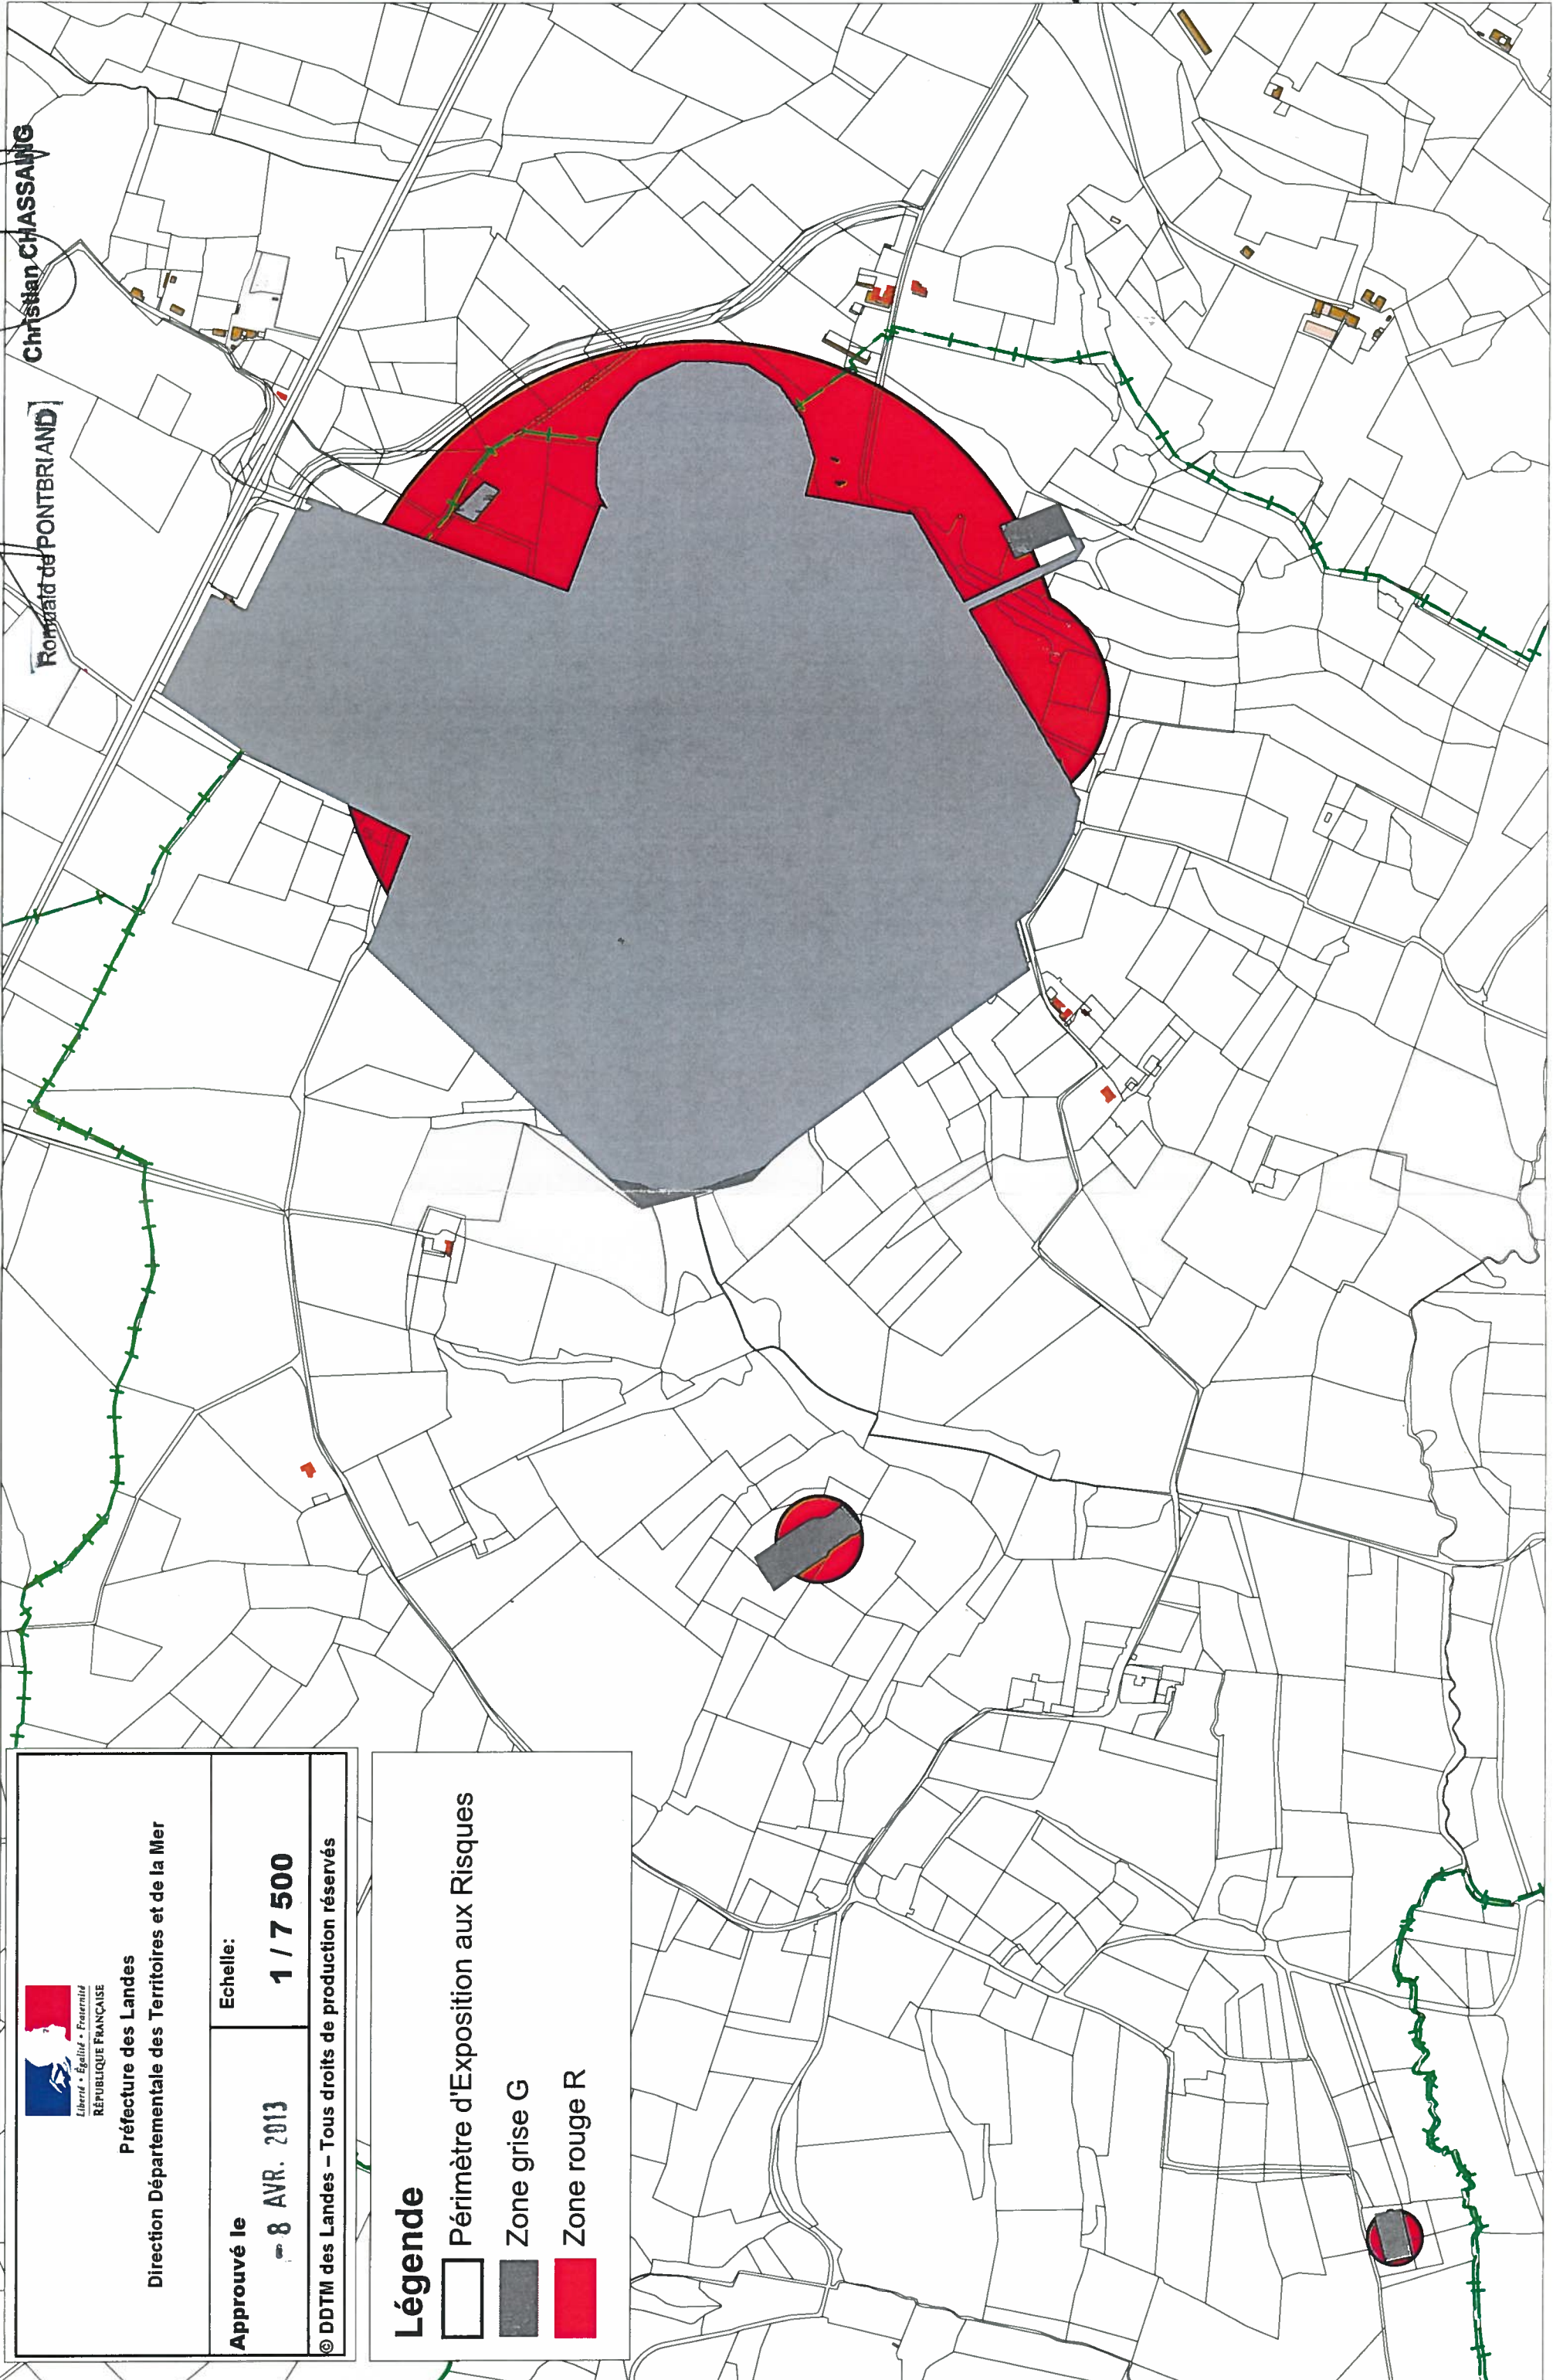 Christian CHASSAING
Romuald de PONTBRIAND
Liberté • Égalité • Fraternité
RÉPUBLIQUE FRANÇAISE
Préfecture des Landes
Direction Départementale des Territoires et de la Mer
Approuvé le
- 8 AVR. 2013
Echelle:
1 / 7 500
© DDTM des Landes – Tous droits de production réservés
Légende
Périmètre d'Exposition aux Risques
Zone grise G
Zone rouge R